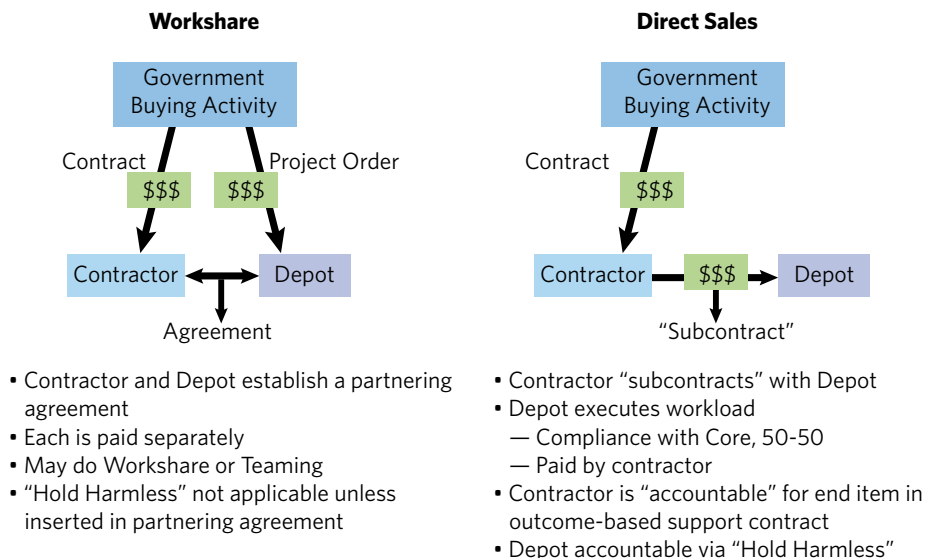 Workshare
Government
Buying Activity
Contract
Project Order
$$$
$$$
Contractor
Depot
Agreement
• Contractor and Depot establish a partnering
agreement
• Each is paid separately
• May do Workshare or Teaming
• “Hold Harmless” not applicable unless
inserted in partnering agreement
Direct Sales
Government
Buying Activity
Contract
$$$
Contractor
$$$
Depot
“Subcontract”
• Contractor “subcontracts” with Depot
• Depot executes workload
— Compliance with Core, 50-50
— Paid by contractor
• Contractor is “accountable” for end item in
outcome-based support contract
• Depot accountable via “Hold Harmless”